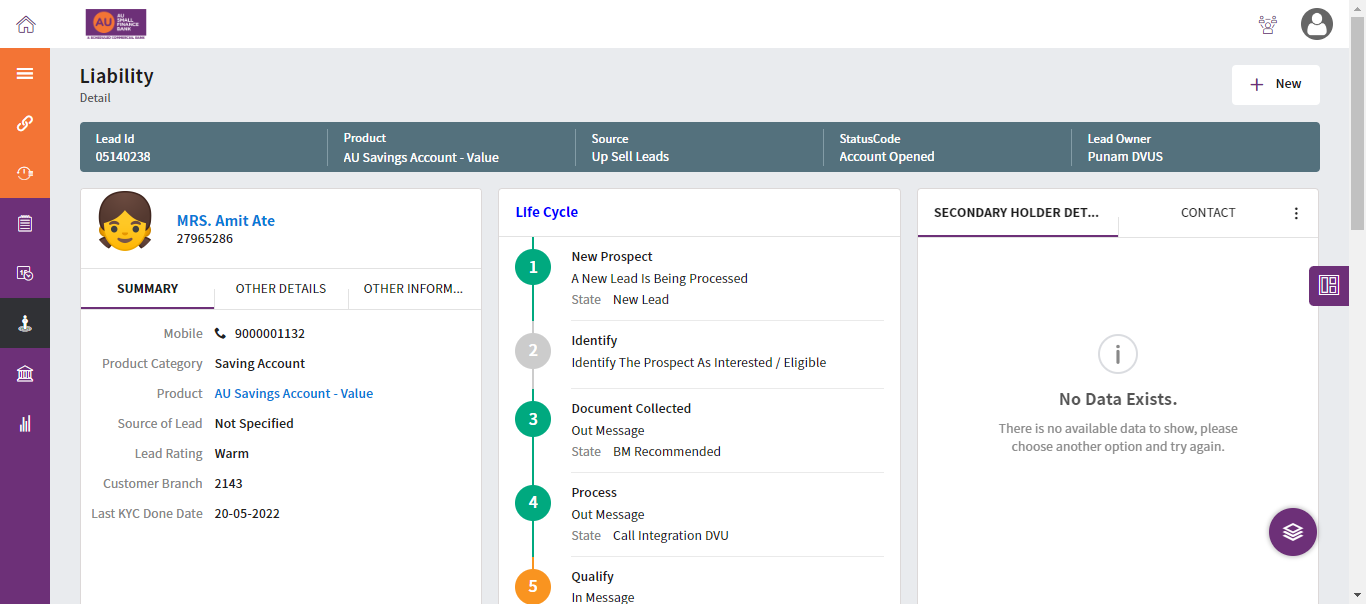 AU
AU
SMALL
FINANCE
BANK
A SCHEDULED COMMERCIAL BANK
Liability
Detail
New
Lead Id
05140238
Product
AU Savings Account - Value
Source
Up Sell Leads
StatusCode
Account Opened
Lead Owner
Punam DVUS
MRS. Amit Ate
27965286
SUMMARY
OTHER DETAILS
OTHER INFORM...
Mobile 9000001132
Product Category Saving Account
Product AU Savings Account - Value
Source of Lead Not Specified
Lead Rating Warm
Customer Branch 2143
Last KYC Done Date 20-05-2022
LIfe Cycle
1
New Prospect
A New Lead Is Being Processed
State New Lead
2
Identify
Identify The Prospect As Interested / Eligible
3
Document Collected
Out Message
State BM Recommended
4
Process
Out Message
State Call Integration DVU
5
Qualify
In Message
SECONDARY HOLDER DET...
CONTACT
No Data Exists.
There is no available data to show, please
choose another option and try again.